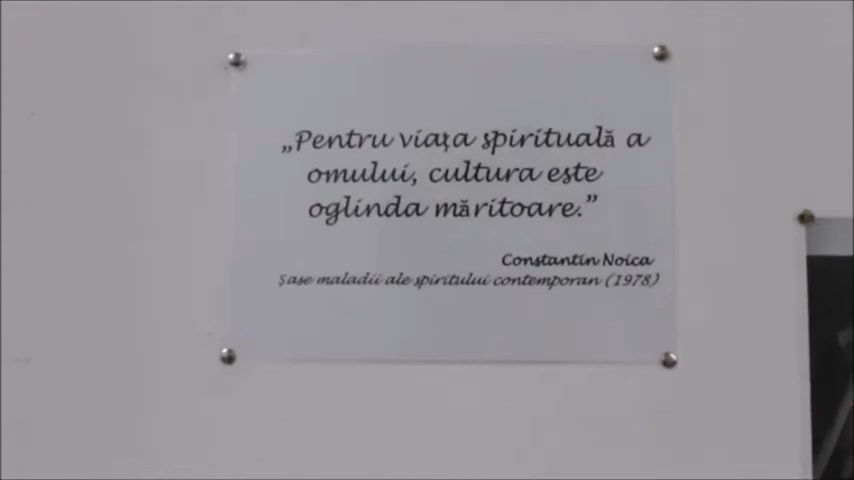 „Pentru viața spirituală a
omului, cultura este
oglinda măritoare.”
Constantin Noica
Șase maladii ale spiritului contemporan (1978)